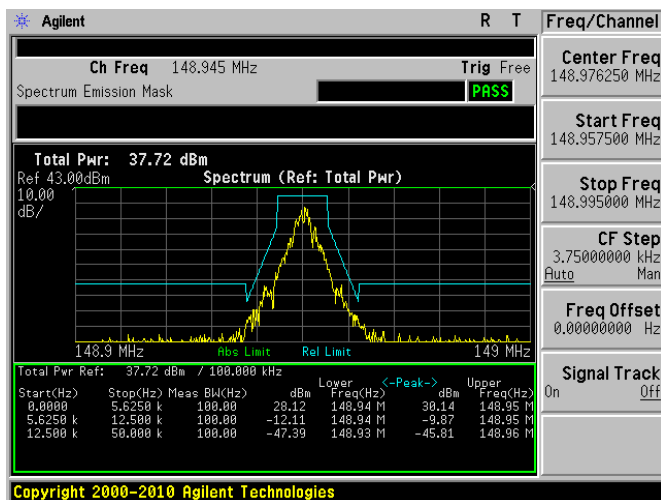 Agilent R T
Freq/Channel
Ch Freq 148.945 MHz Trig Free
Spectrum Emission Mask PASS
Total Pwr: 37.72 dBm
Ref 43.00dBm Spectrum (Ref: Total Pwr)
10.00
dB/
148.9 MHz Abs Limit Rel Limit 149 MHz
Total Pwr Ref: 37.72 dBm / 100.000 kHz
Lower <-Peak-> Upper
Start(Hz) Stop(Hz) Meas BW(Hz) dBm Freq(Hz) dBm Freq(Hz)
0.0000 5.6250 k 100.00 28.12 148.94 M 30.14 148.95 M
5.6250 k 12.500 k 100.00 -12.11 148.94 M -9.87 148.95 M
12.500 k 50.000 k 100.00 -47.39 148.93 M -45.81 148.96 M
Center Freq
148.976250 MHz
Start Freq
148.957500 MHz
Stop Freq
148.995000 MHz
CF Step
3.75000000 kHz
Auto Man
Freq Offset
0.00000000 Hz
Signal Track
On Off
Copyright 2000-2010 Agilent Technologies